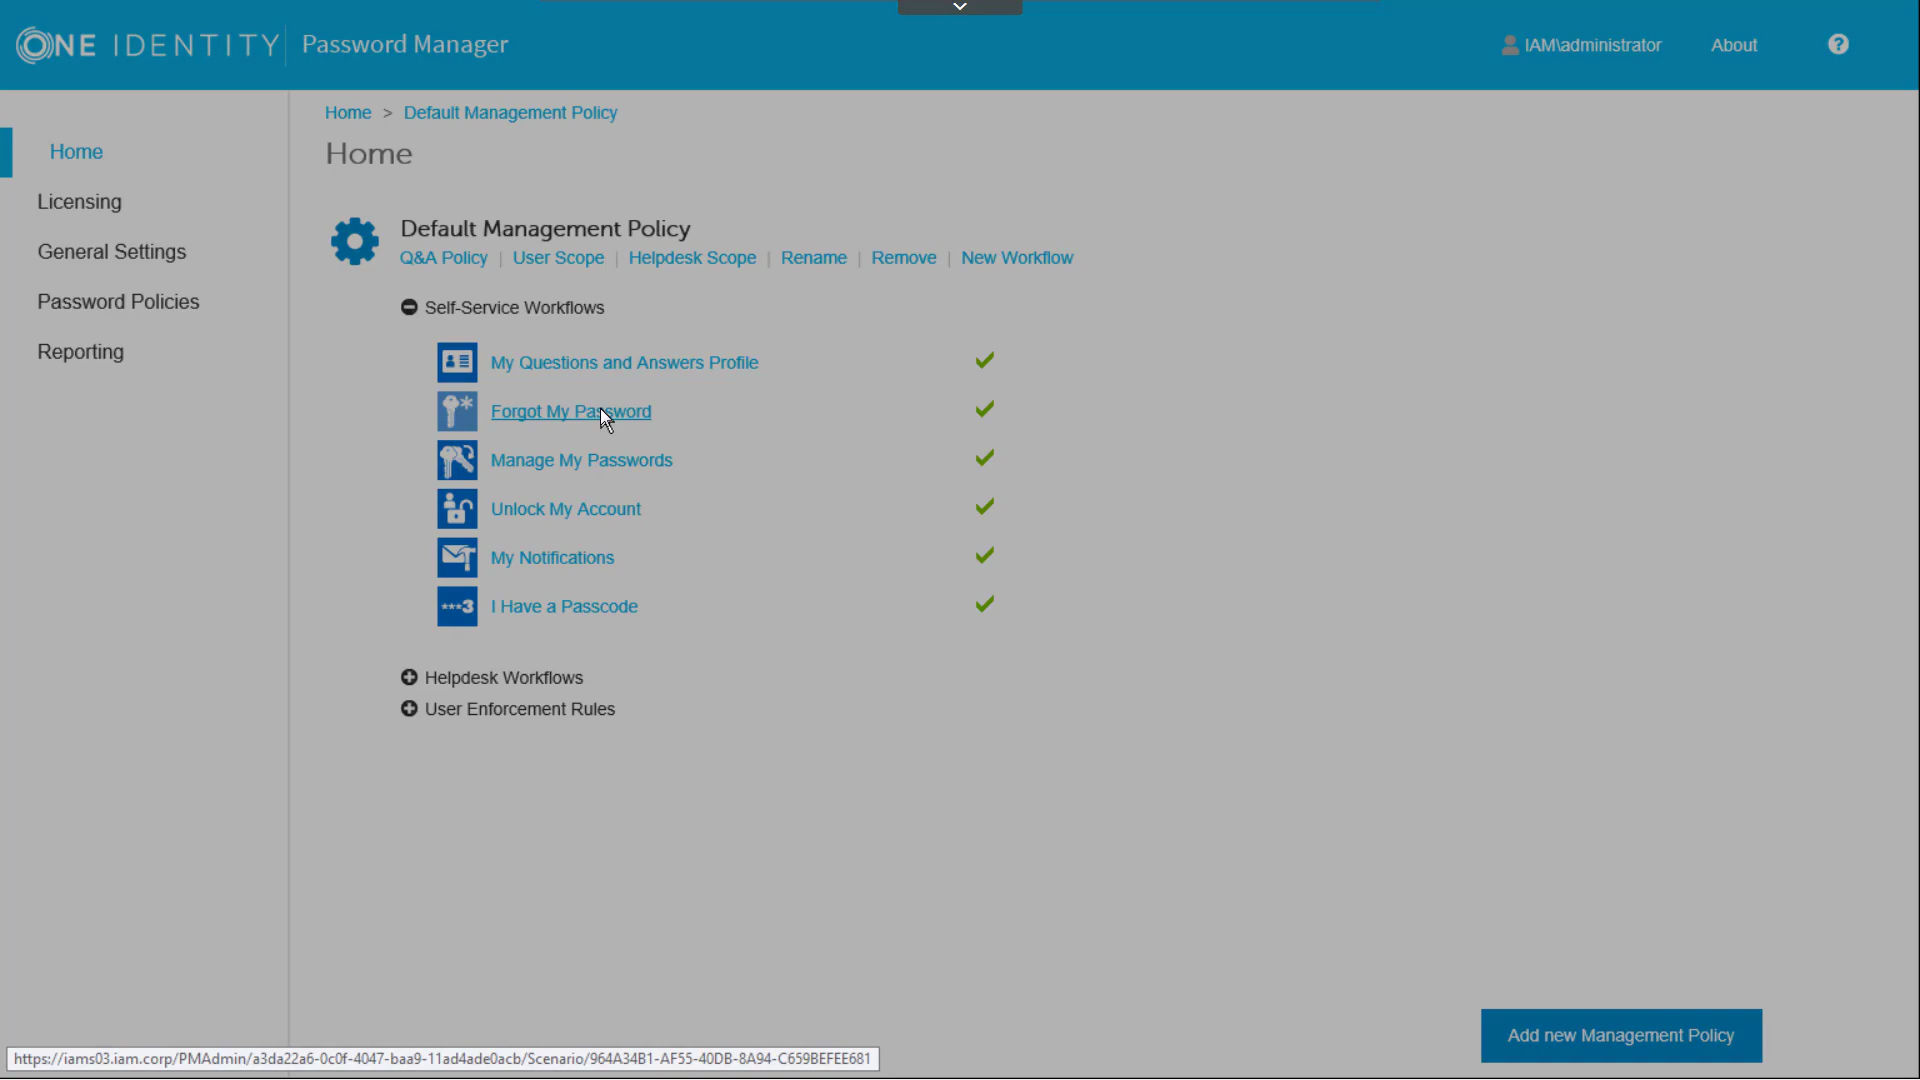 ONE IDENTITY Password Manager
IAM\administrator
About
?
Home > Default Management Policy
Home
Home
Licensing
General Settings
Password Policies
Reporting
Default Management Policy
Q&A Policy | User Scope | Helpdesk Scope | Rename | Remove | New Workflow
Self-Service Workflows
My Questions and Answers Profile
Forgot My Password
Manage My Passwords
Unlock My Account
My Notifications
***3 I Have a Passcode
Helpdesk Workflows
User Enforcement Rules
Add new Management Policy
https://iams03.iam.corp/PMAdmin/a3da22a6-0c0f-4047-baa9-11ad4ade0acb/Scenario/964A34B1-AF55-40DB-8A94-C659BEFEE681